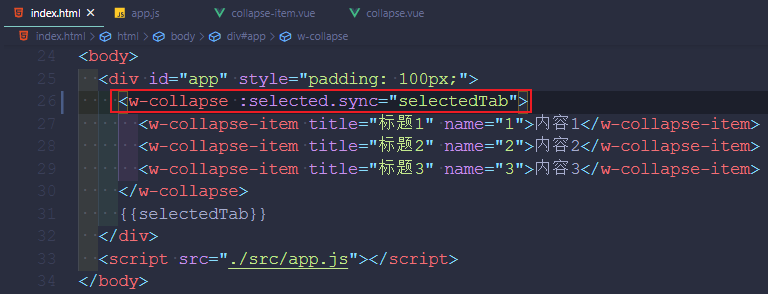 index.html × app.js collapse-item.vue collapse.vue
index.html > html > body > div#app > w-collapse
24 <body>
25 <div id="app" style="padding: 100px;">
26 <w-collapse :selected.sync="selectedTab">
27 <w-collapse-item title="标题1" name="1">内容1</w-collapse-item>
28 <w-collapse-item title="标题2" name="2">内容2</w-collapse-item>
29 <w-collapse-item title="标题3" name="3">内容3</w-collapse-item>
30 </w-collapse>
31 {{selectedTab}}
32 </div>
33 <script src="./src/app.js"></script>
34 </body>